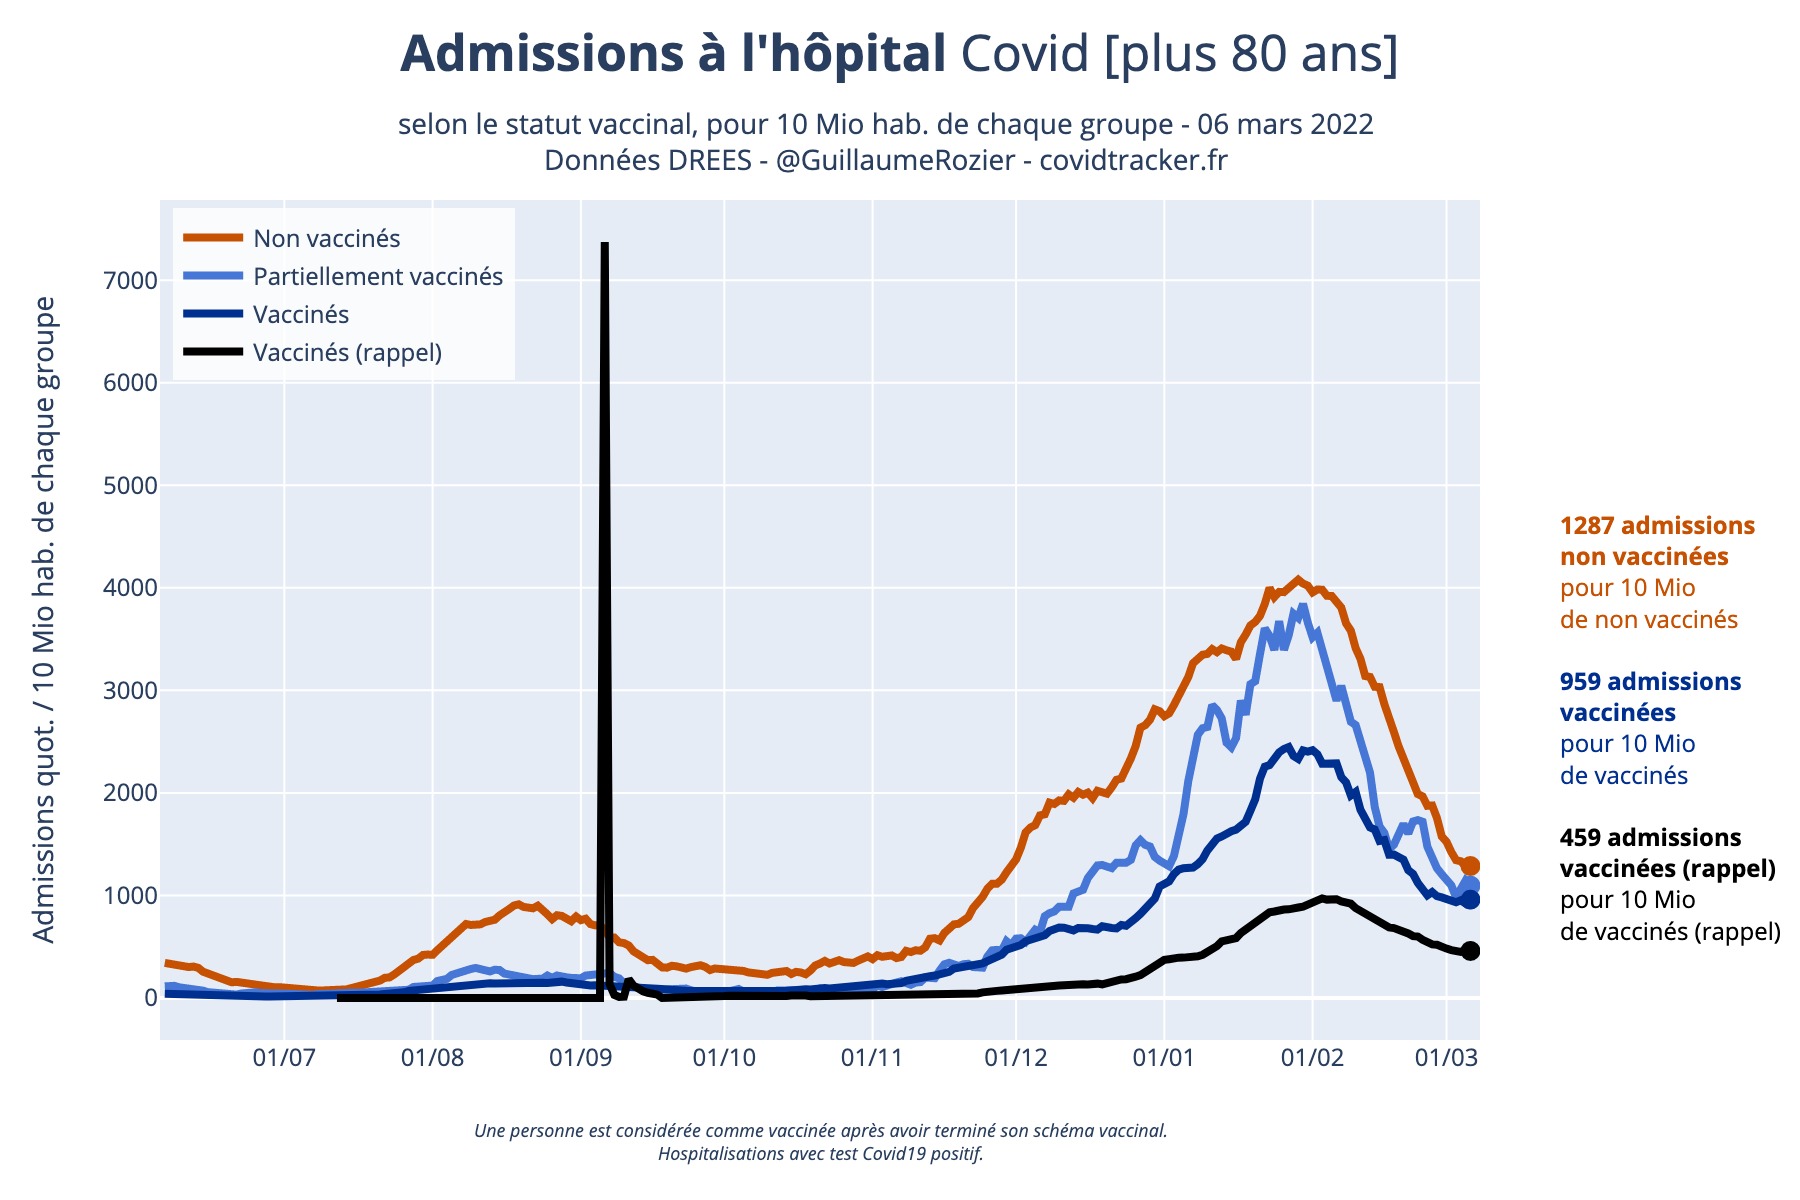 Admissions à l'hôpital Covid [plus 80 ans]
selon le statut vaccinal, pour 10 Mio hab. de chaque groupe - 06 mars 2022
Données DREES - @GuillaumeRozier - covidtracker.fr
Non vaccinés
Partiellement vaccinés
Vaccinés
Vaccinés (rappel)
Admissions quot. / 10 Mio hab. de chaque groupe
7000
6000
5000
4000
3000
2000
1000
0
01/07
01/08
01/09
01/10
01/11
01/12
01/01
01/02
01/03
1287 admissions
non vaccinées
pour 10 Mio
de non vaccinés
959 admissions
vaccinées
pour 10 Mio
de vaccinés
459 admissions
vaccinées (rappel)
pour 10 Mio
de vaccinés (rappel)
Une personne est considérée comme vaccinée après avoir terminé son schéma vaccinal.
Hospitalisations avec test Covid19 positif.